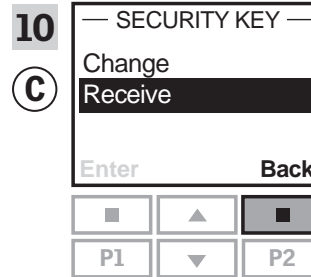 10
C
— SECURITY KEY —
Change
Receive
Enter Back
P1 P2